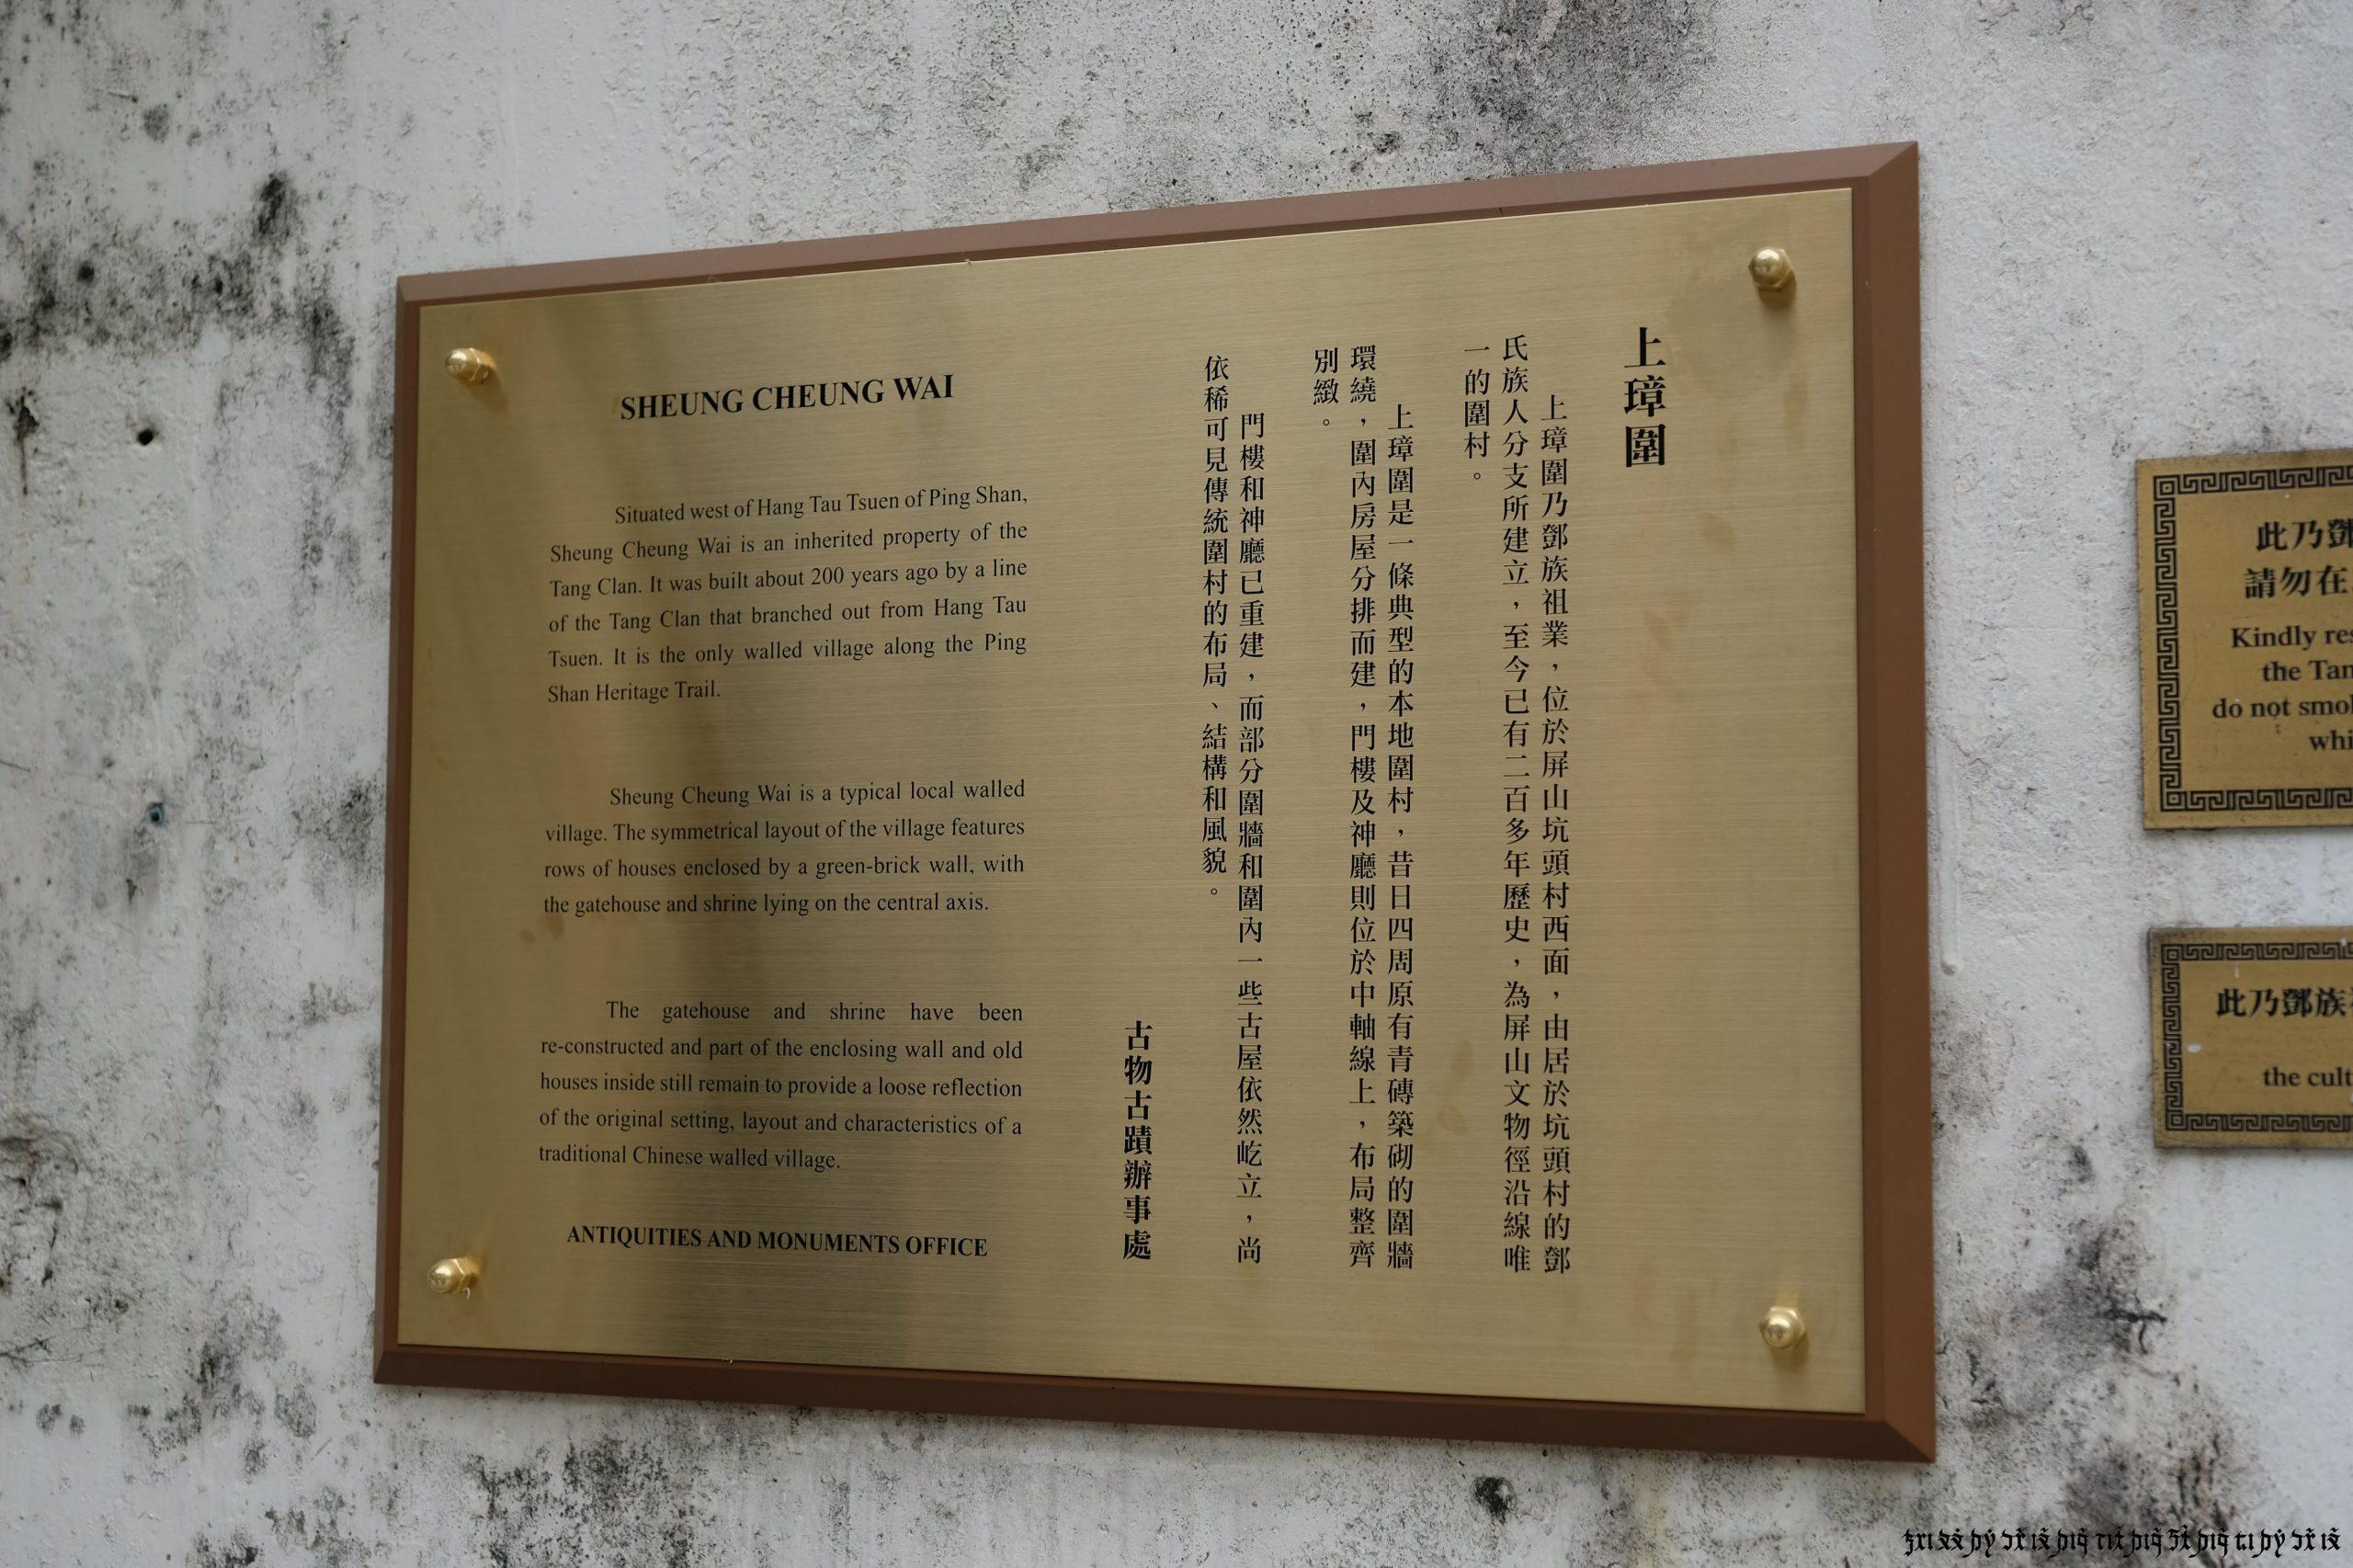 SHEUNG CHEUNG WAI
Situated west of Hang Tau Tsuen of Ping Shan,
Sheung Cheung Wai is an inherited property of the
Tang Clan. It was built about 200 years ago by a line
of the Tang Clan that branched out from Hang Tau
Tsuen. It is the only walled village along the Ping
Shan Heritage Trail.
Sheung Cheung Wai is a typical local walled
village. The symmetrical layout of the village features
rows of houses enclosed by a green-brick wall, with
the gatehouse and shrine lying on the central axis.
The gatehouse and shrine have been
re-constructed and part of the enclosing wall and old
houses inside still remain to provide a loose reflection
of the original setting, layout and characteristics of a
traditional Chinese walled village.
ANTIQUITIES AND MONUMENTS OFFICE
上璋圍
上璋圍乃鄧族祖業，位於屏山坑頭村西面，由居於坑頭村的鄧
氏族人分支所建立，至今已有二百多年歷史，為屏山文物徑沿線唯
一的圍村。
上璋圍是一條典型的本地圍村，昔日四周原有青磚築砌的圍牆
環繞，圍內房屋分排而建，門樓及神廳則位於中軸線上，布局整齊
別緻。
門樓和神廳已重建，而部分圍牆和圍內一些古屋依然屹立，尚
依稀可見傳統圍村的布局、結構和風貌。
古物古蹟辦事處
此乃鄧
請勿在
Kindly res
the Tan
do not smo
whi
此乃鄧族
the cult